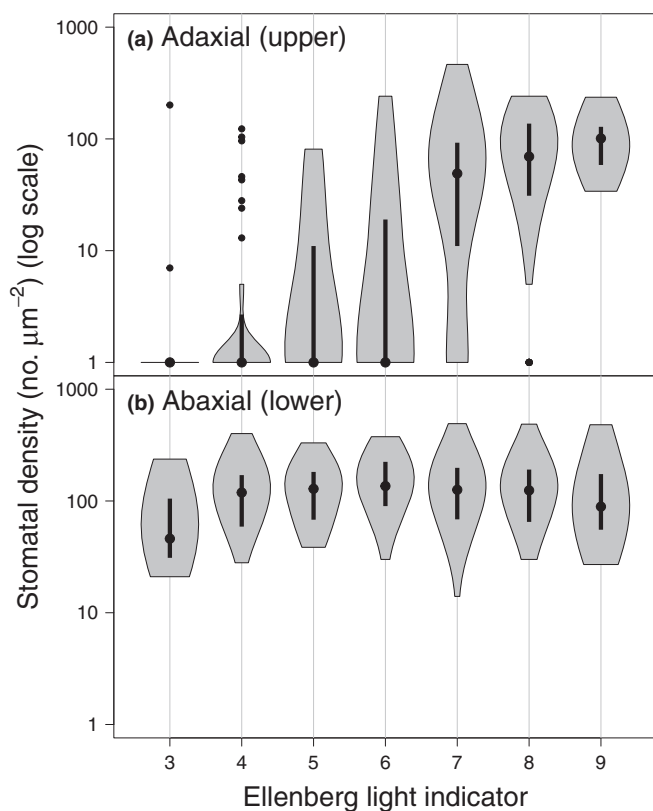 (a) Adaxial (upper)
1000
100
10
1
(b) Abaxial (lower)
1000
100
10
1
Stomatal density (no. μm⁻²) (log scale)
3 4 5 6 7 8 9
Ellenberg light indicator